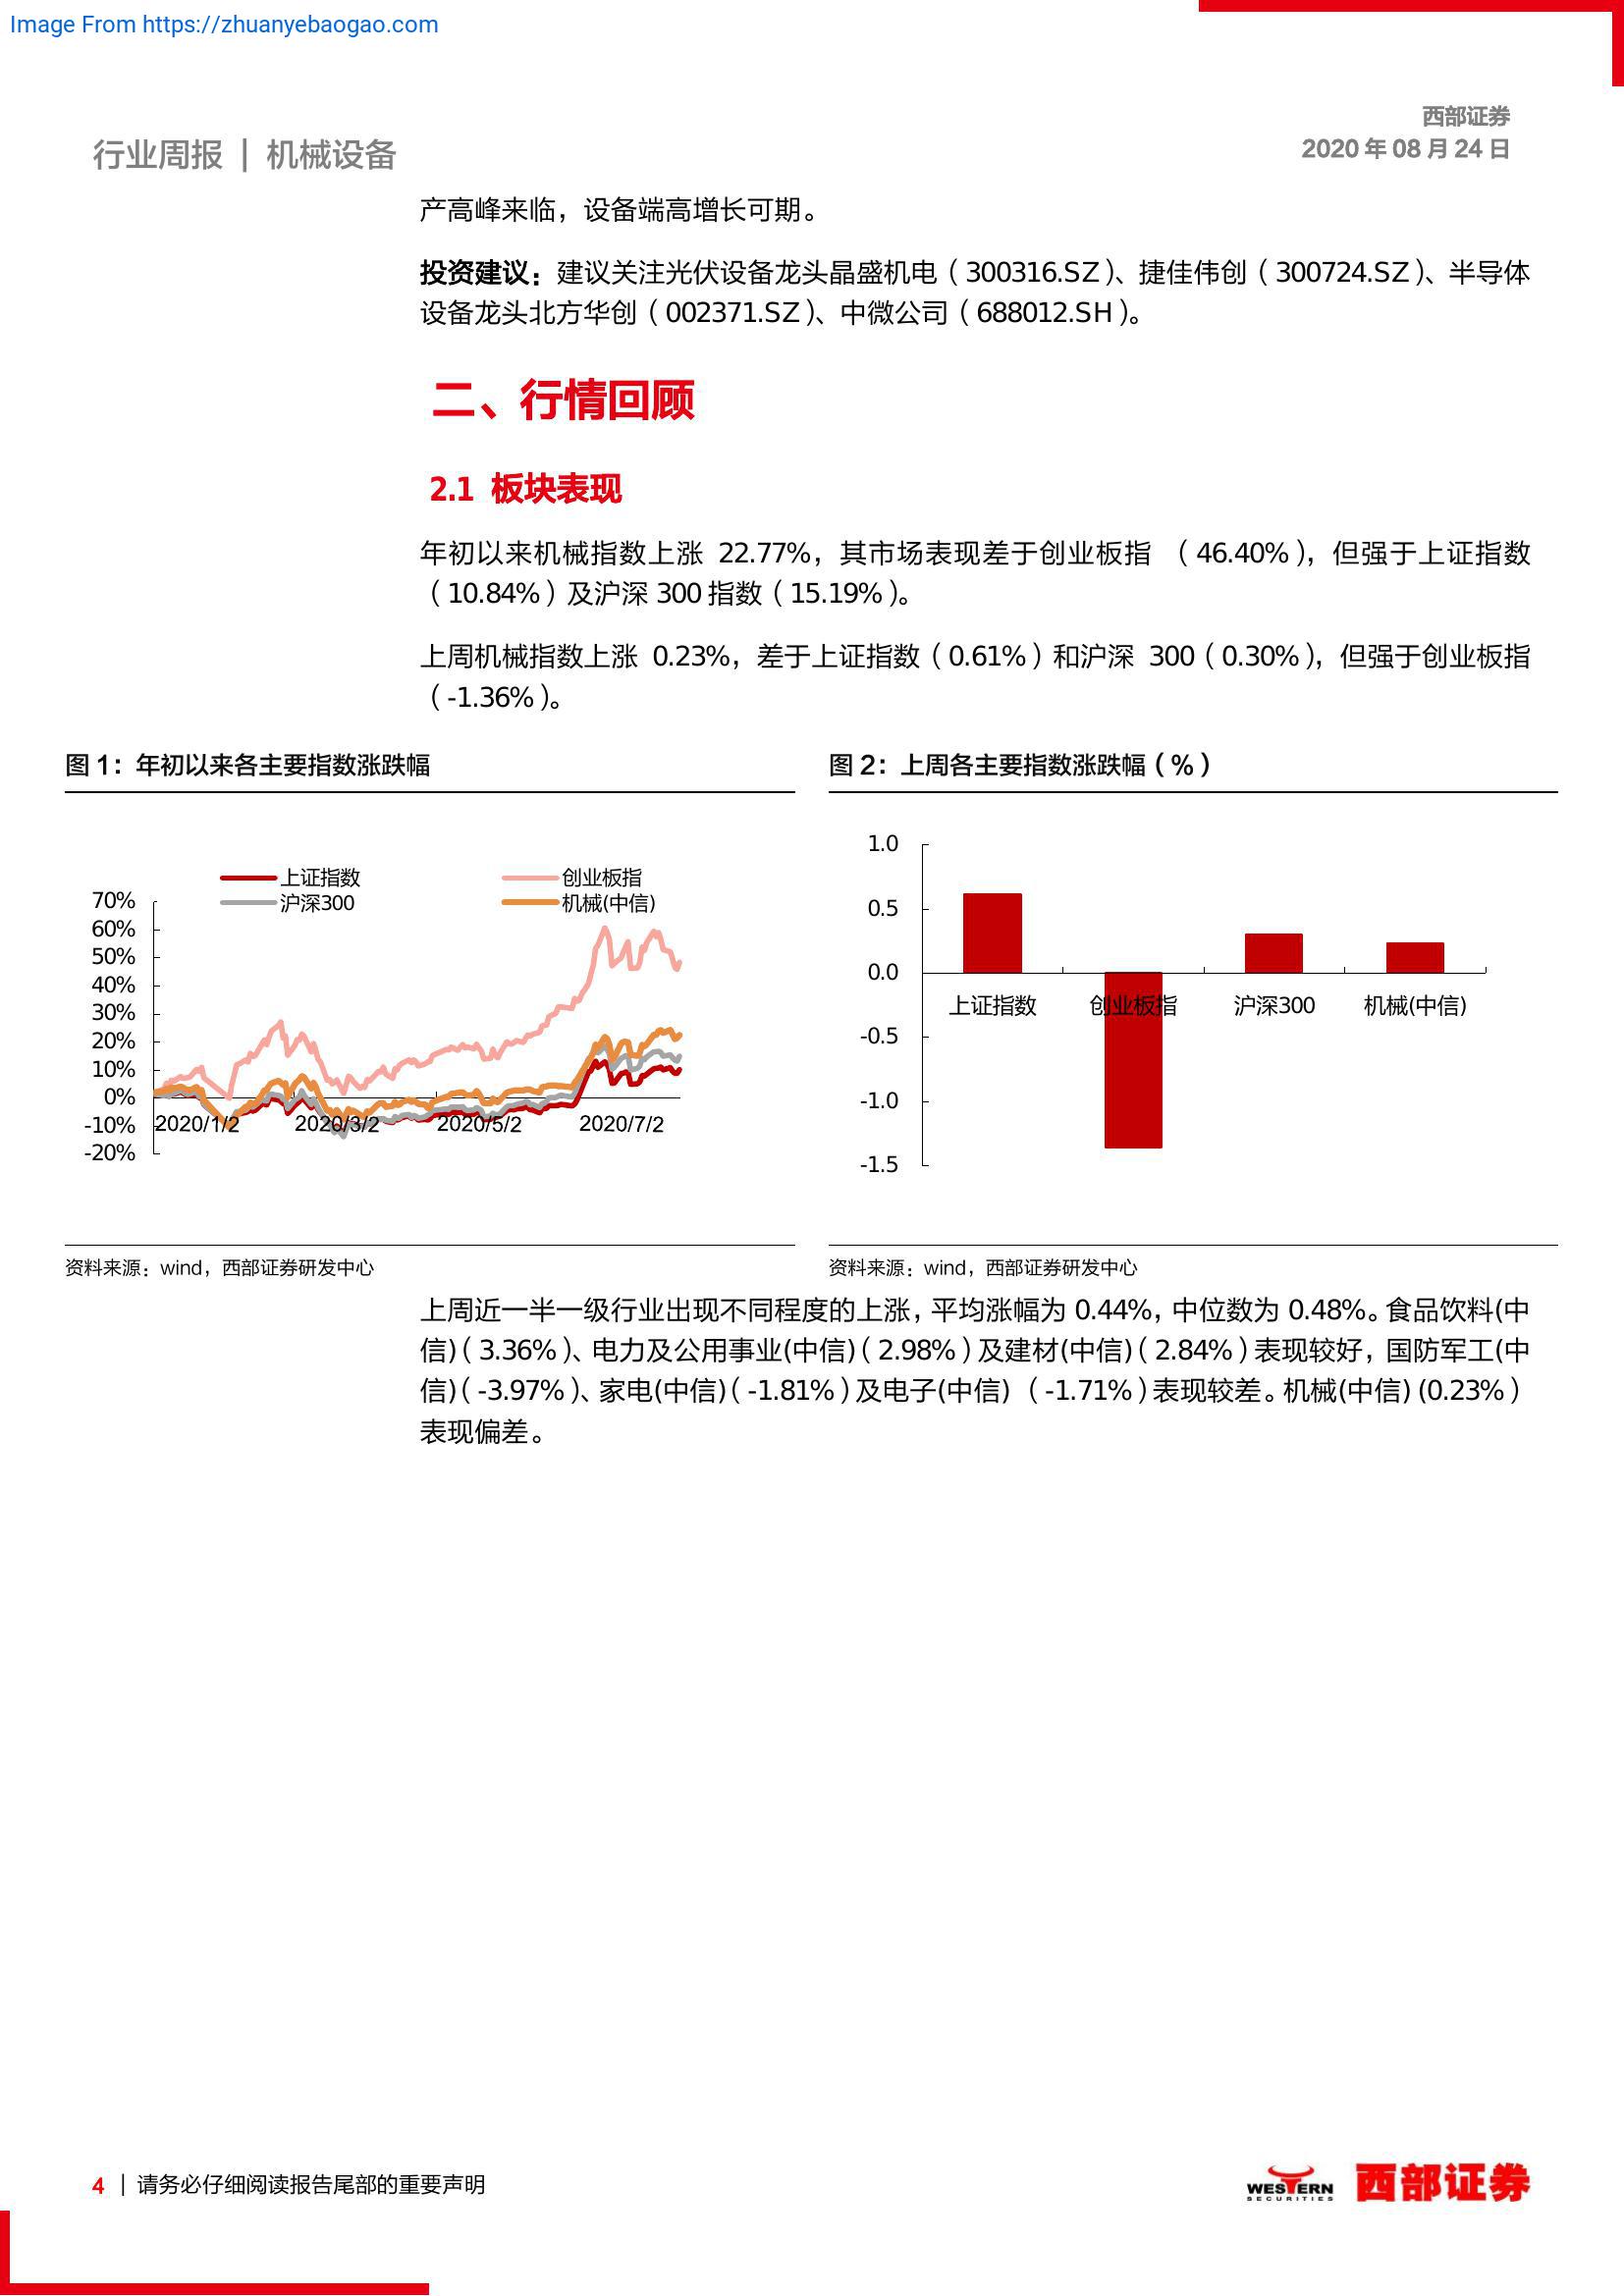 Image From https://zhuanyebaogao.com
西部证券
行业周报 | 机械设备
2020 年 08 月 24 日
产高峰来临，设备端高增长可期。
投资建议：建议关注光伏设备龙头晶盛机电（300316.SZ）、捷佳伟创（300724.SZ）、半导体
设备龙头北方华创（002371.SZ）、中微公司（688012.SH）。
二、行情回顾
2.1 板块表现
年初以来机械指数上涨 22.77%，其市场表现差于创业板指 （46.40%），但强于上证指数
（10.84%）及沪深 300 指数（15.19%）。
上周机械指数上涨 0.23%，差于上证指数（0.61%）和沪深 300（0.30%），但强于创业板指
（-1.36%）。
图 1：年初以来各主要指数涨跌幅
上证指数 创业板指
沪深300 机械(中信)
70%
60%
50%
40%
30%
20%
10%
0%
-10%
-20%
2020/1/2 2020/3/2 2020/5/2 2020/7/2
资料来源：wind，西部证券研发中心
图 2：上周各主要指数涨跌幅（%）
1.0
0.5
0.0
-0.5
-1.0
-1.5
上证指数 创业板指 沪深300 机械(中信)
资料来源：wind，西部证券研发中心
上周近一半一级行业出现不同程度的上涨，平均涨幅为 0.44%，中位数为 0.48%。食品饮料(中
信)（3.36%）、电力及公用事业(中信)（2.98%）及建材(中信)（2.84%）表现较好，国防军工(中
信)（-3.97%）、家电(中信)（-1.81%）及电子(中信) （-1.71%）表现较差。机械(中信) (0.23%）
表现偏差。
4 | 请务必仔细阅读报告尾部的重要声明
WESTERN
SECURITIES
西部证券